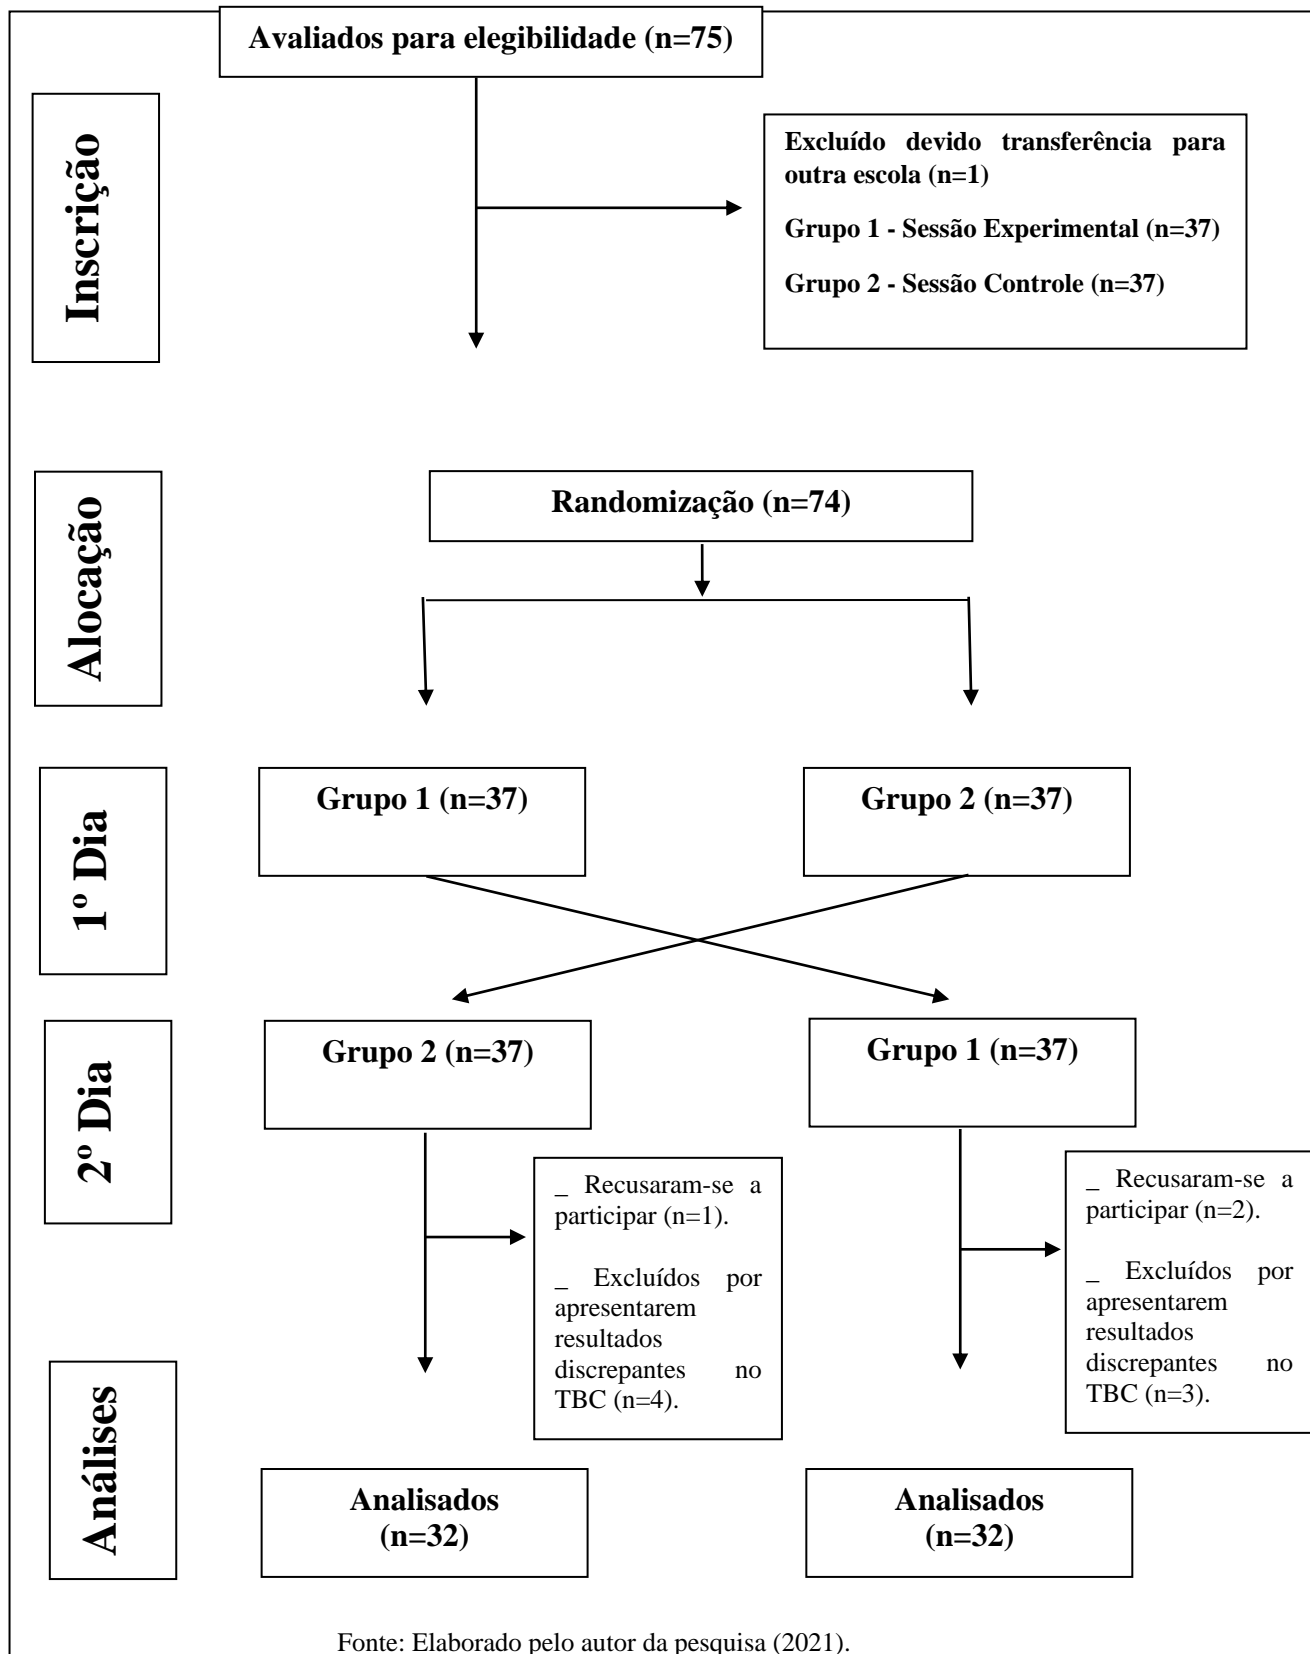 Avaliados para elegibilidade (n=75)
Inscrição
Excluído devido transferência para
outra escola (n=1)
Grupo 1 - Sessão Experimental (n=37)
Grupo 2 - Sessão Controle (n=37)
Alocação
Randomização (n=74)
1º Dia
Grupo 1 (n=37)
Grupo 2 (n=37)
2º Dia
Grupo 2 (n=37)
Grupo 1 (n=37)
_ Recusaram-se a
participar (n=1).
_ Excluídos por
apresentarem
resultados
discrepantes no
TBC (n=4).
_ Recusaram-se a
participar (n=2).
_ Excluídos por
apresentarem
resultados
discrepantes no
TBC (n=3).
Análises
Analisados
(n=32)
Analisados
(n=32)
Fonte: Elaborado pelo autor da pesquisa (2021).